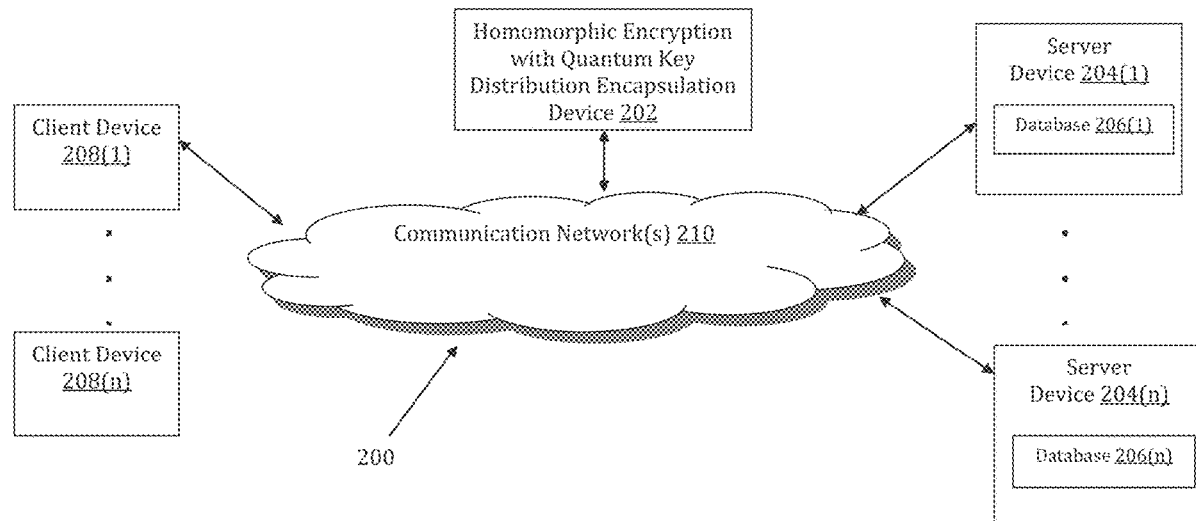 Homomorphic Encryption
with Quantum Key
Distribution Encapsulation
Device 202
Server
Device 204(1)
Database 206(1)
Client Device
208(1)
Communication Network(s) 210
Client Device
208(n)
Server
Device 204(n)
Database 206(n)
200